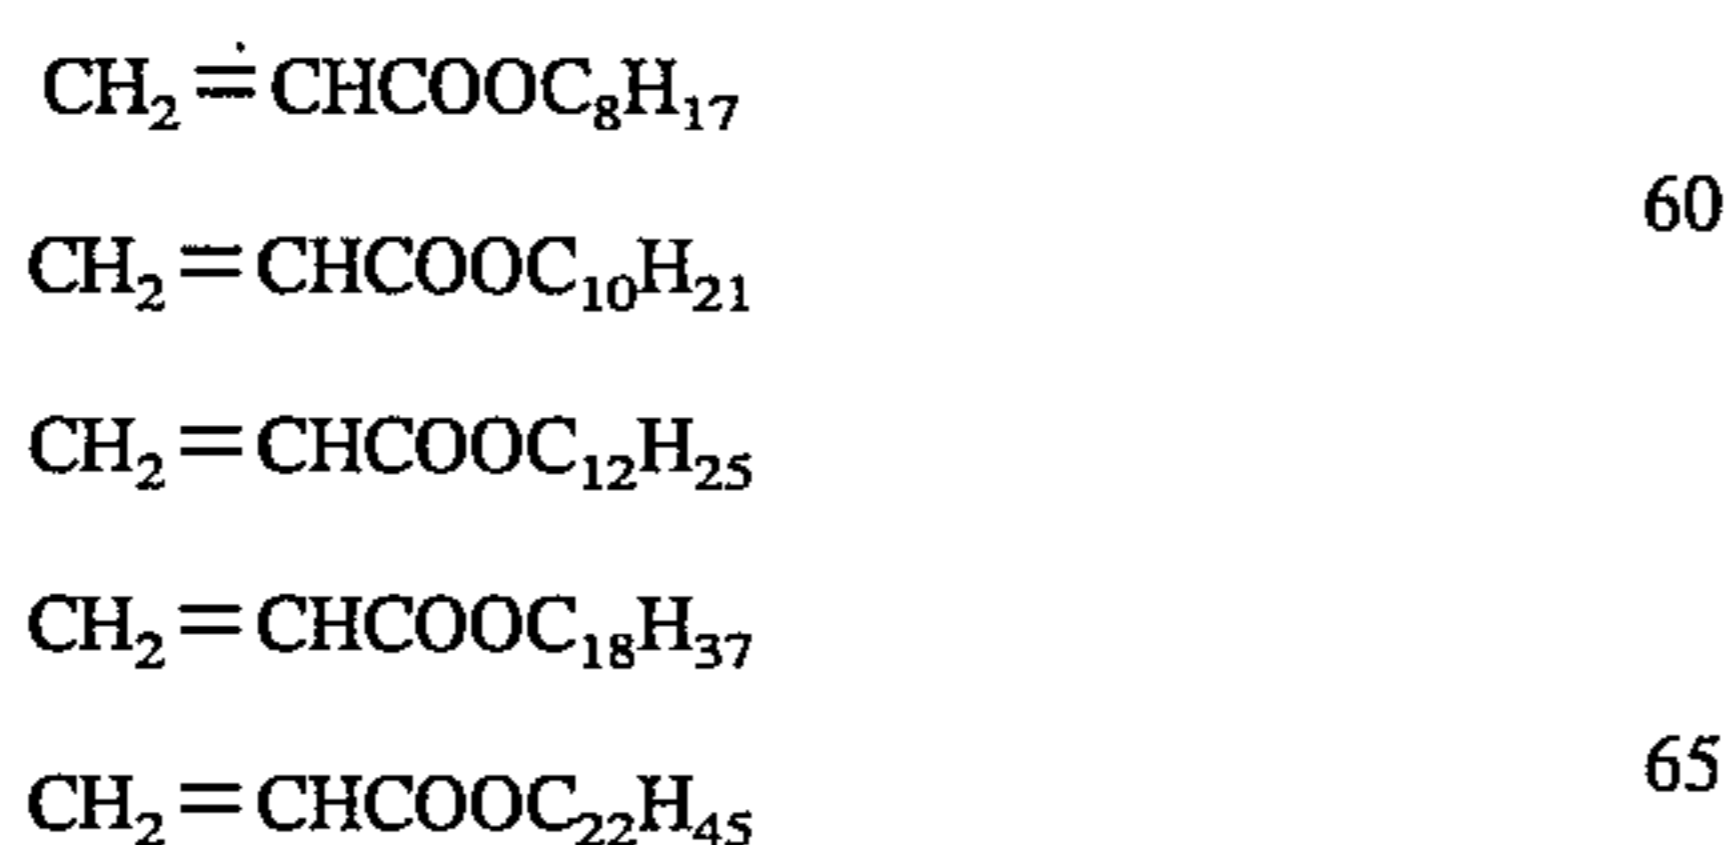 CH₂=CHCOOC₈H₁₇
60
CH₂=CHCOOC₁₀H₂₁
CH₂=CHCOOC₁₂H₂₅
CH₂=CHCOOC₁₈H₃₇
65
CH₂=CHCOOC₂₂H₄₅